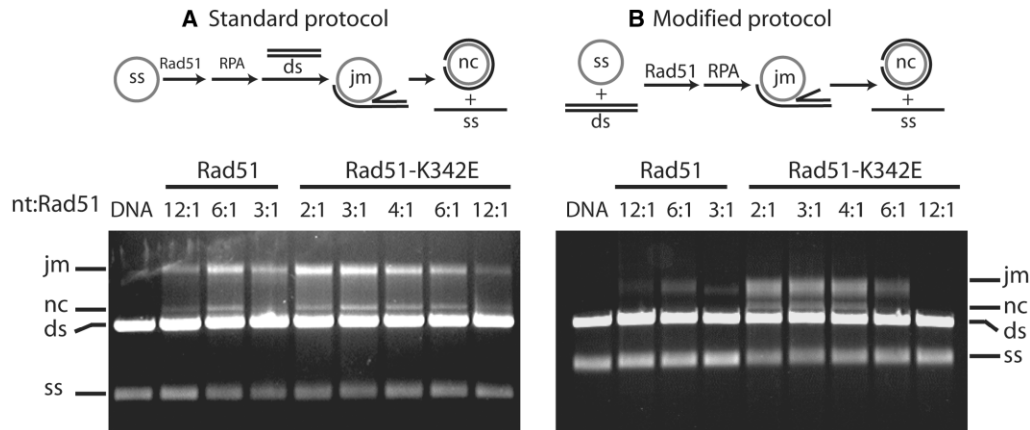 A Standard protocol
ss Rad51 RPA ds jm nc
+
ss
Rad51 Rad51-K342E
nt:Rad51 DNA 12:1 6:1 3:1 2:1 3:1 4:1 6:1 12:1
jm
nc
ds
ss
B Modified protocol
ss
+
ds
Rad51 RPA jm nc
+
ss
Rad51 Rad51-K342E
DNA 12:1 6:1 3:1 2:1 3:1 4:1 6:1 12:1
jm
nc
ds
ss